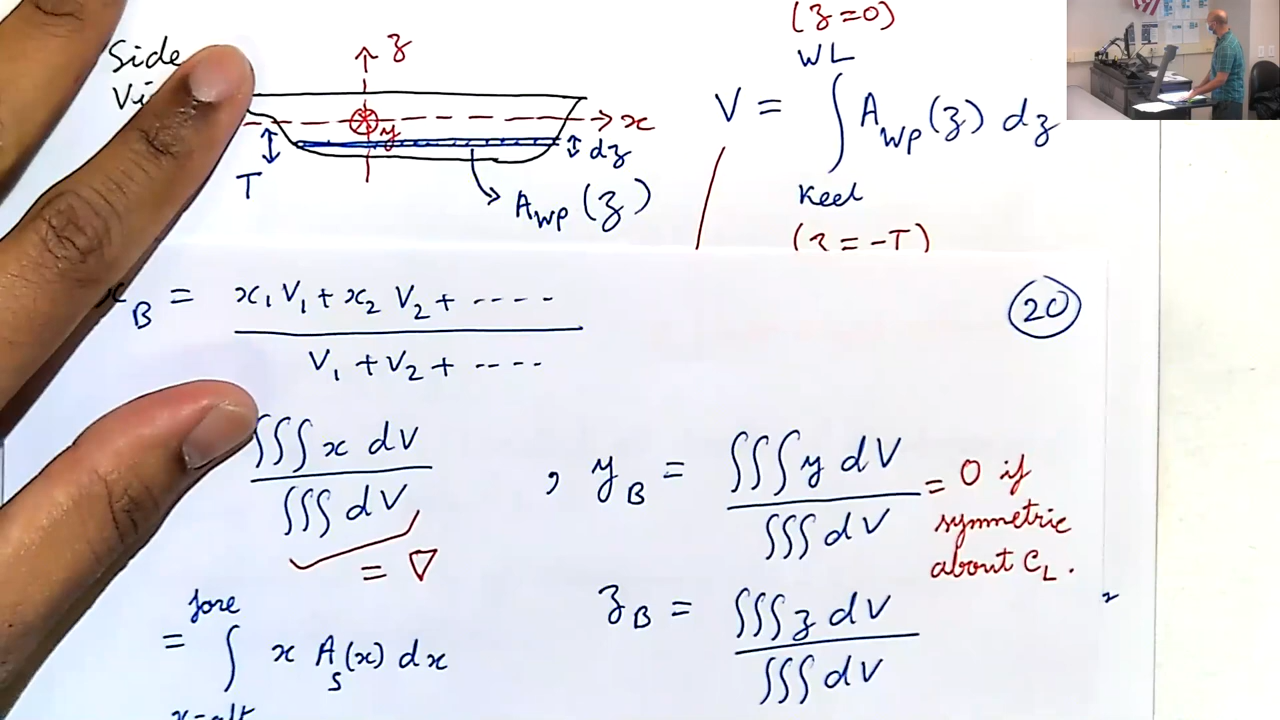 Side
z
(z=0)
WL
V = ∫ A_WP(z) dz
Keel
(z = -T)
x
y
dz
T
A_WP(z)
x_B = (x₁V₁ + x₂V₂ + ----) / (V₁ + V₂ + ----)
20
∫∫∫ x dV / ∫∫∫ dV
= ∇
, y_B = ∫∫∫ y dV / ∫∫∫ dV = 0 if
symmetric
about C_L.
z_B = ∫∫∫ z dV / ∫∫∫ dV
fore
= ∫ x A_S(x) dx